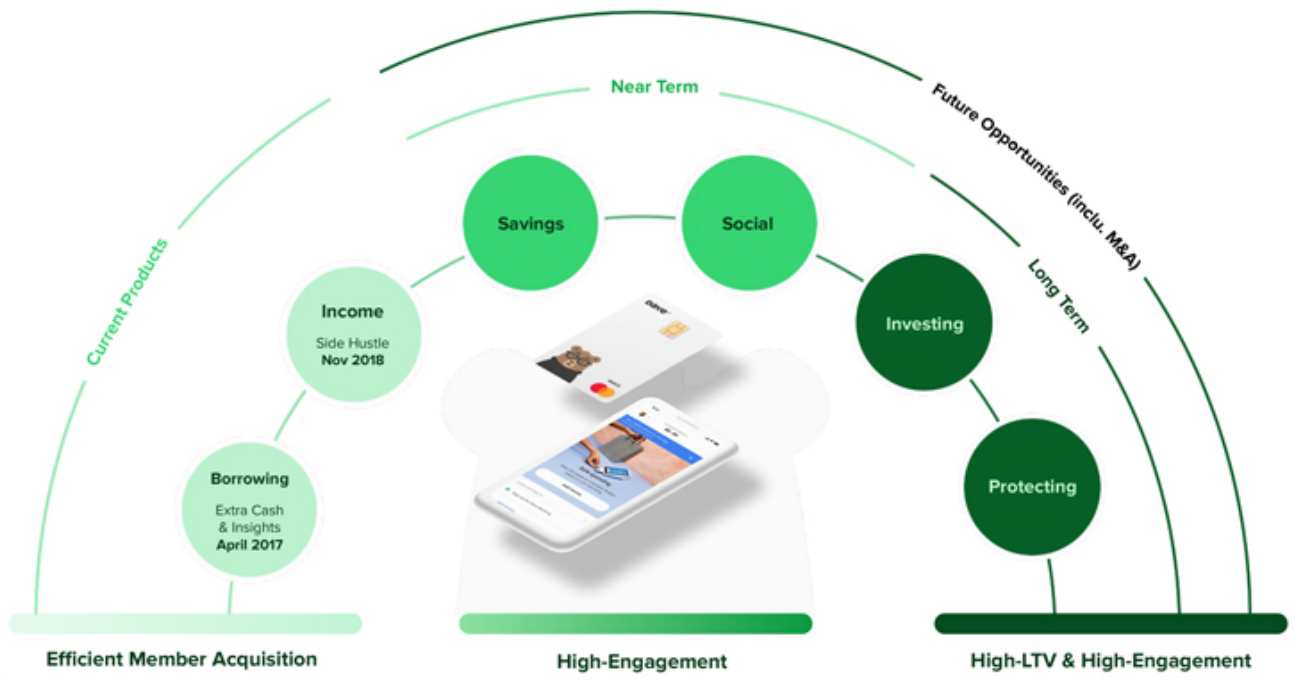 Near Term
Future Opportunities (inclu. M&A)
Current Products
Long Term
Savings
Social
Income
Side Hustle
Nov 2018
Investing
Borrowing
Extra Cash
& Insights
April 2017
Protecting
dave
Efficient Member Acquisition
High-Engagement
High-LTV & High-Engagement